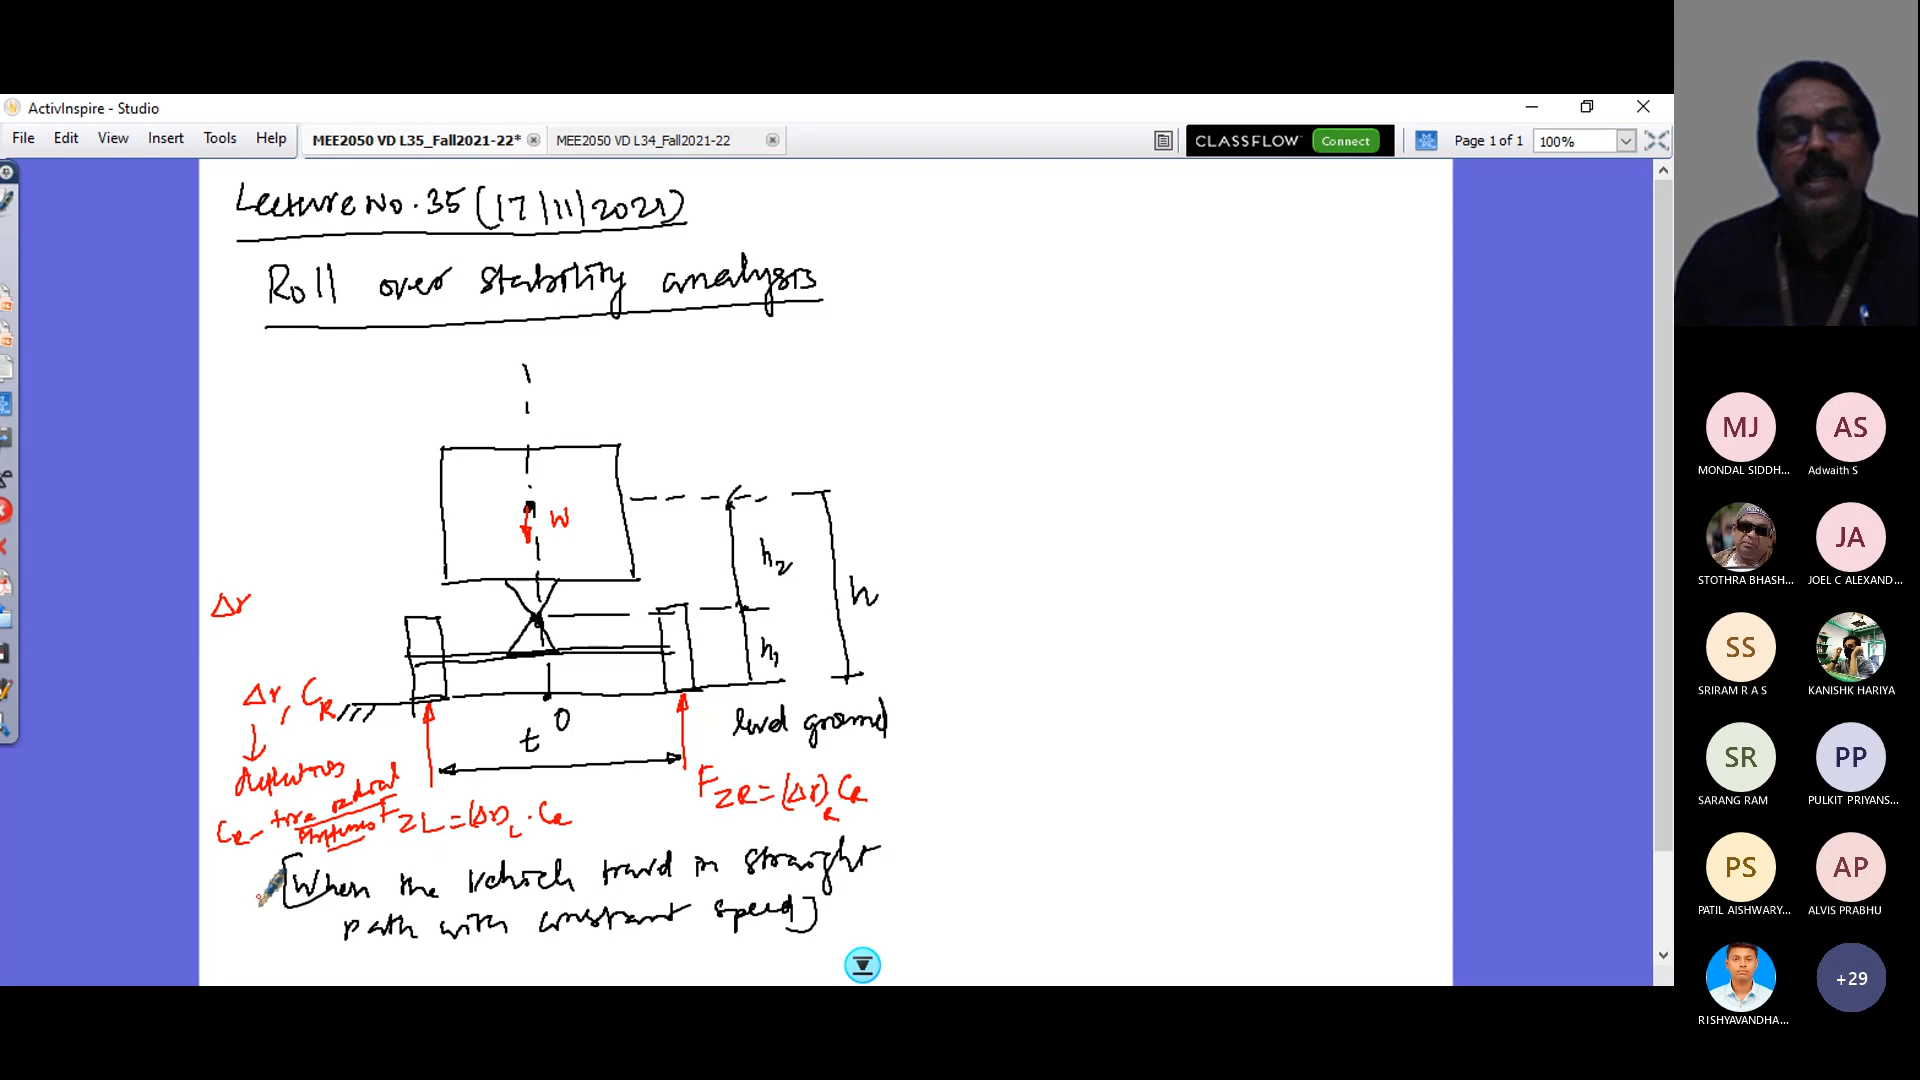 ActivInspire - Studio
File Edit View Insert Tools Help
MEE2050 VD L35_Fall2021-22*
MEE2050 VD L34_Fall2021-22
CLASSFLOW Connect
Page 1 of 1
100%
Lecture No. 35 (17/11/2021)
Roll over stability analysis
W
h2
h
h1
Δr
Δr, CR
O
t
level ground
FZR = (Δr)R CR
CR - tire radial
FZL = (Δr)L . CR
[When the vehicle travel in straight
path with constant speed]
MJ
MONDAL SIDDH...
AS
Adwaith S
STOTHRA BHASH...
JA
JOEL C ALEXAND...
SS
SRIRAM R A S
KANISHK HARIYA
SR
SARANG RAM
PP
PULKIT PRIYANS...
PS
PATIL AISHWARY...
AP
ALVIS PRABHU
RISHYAVANDHA...
+29